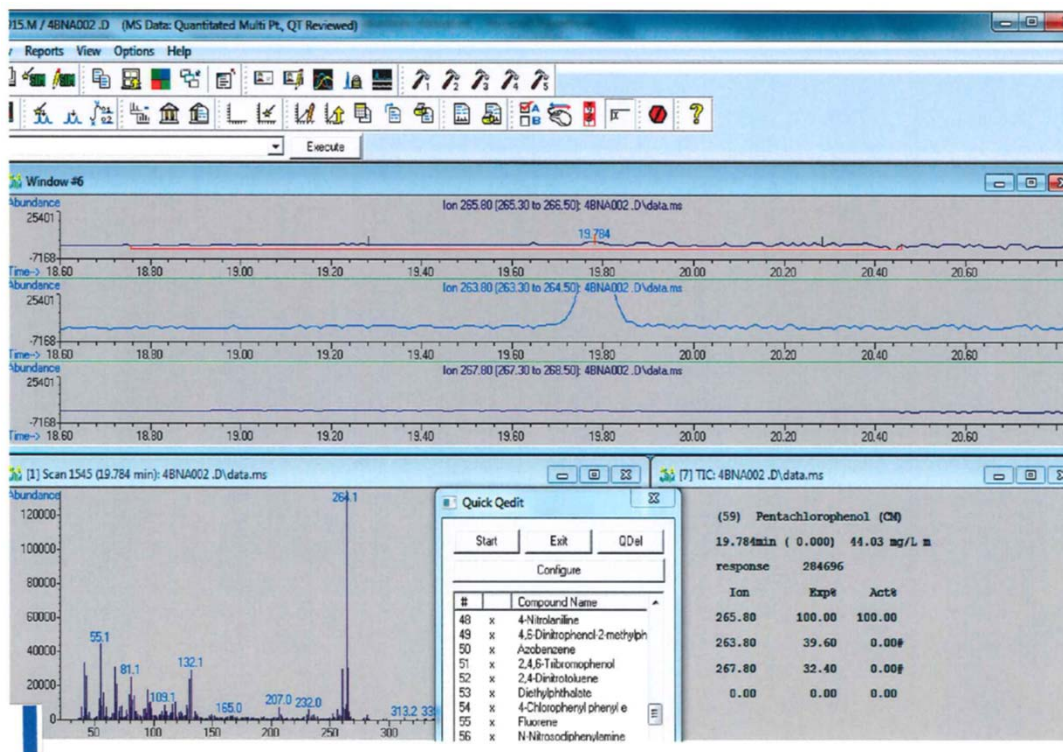 015.M / 4BNA002 .D (MS Data: Quantitated Multi Pt, QT Reviewed)
Reports View Options Help
1 2 3 4 5
A
B
Execute
Window #6
Abundance
Ion 265.80 (265.30 to 266.50): 4BNA002 .D\data.ms
25401
19.784
-7168
Time--> 18.60 18.80 19.00 19.20 19.40 19.60 19.80 20.00 20.20 20.40 20.60
Abundance
Ion 263.80 (263.30 to 264.50): 4BNA002 .D\data.ms
25401
-7168
Time--> 18.60 18.80 19.00 19.20 19.40 19.60 19.80 20.00 20.20 20.40 20.60
Abundance
Ion 267.80 (267.30 to 268.50): 4BNA002 .D\data.ms
25401
-7168
Time--> 18.60 18.80 19.00 19.20 19.40 19.60 19.80 20.00 20.20 20.40 20.60
[1] Scan 1545 (19.784 min): 4BNA002 .D\data.ms
Abundance
264.1
120000
100000
80000
60000
55.1
40000
81.1
132.1
20000
109.1
165.0
207.0
232.0
313.2
0
50 100 150 200 250 300
Quick Qedit
Start Exit QDel
Configure
# Compound Name
48 x 4-Nitrolaniline
49 x 4,6-Dinitrophenol-2-methylph
50 x Azobenzene
51 x 2,4,6-Tribromophenol
52 x 2,4-Dinitrotoluene
53 x Diethylphthalate
54 x 4-Chlorophenyl phenyl e
55 x Fluorene
56 x N-Nitrosodiphenylamine
[7] TIC: 4BNA002 .D\data.ms
(59) Pentachlorophenol (CM)
19.784min ( 0.000) 44.03 mg/L m
response 284696
Ion Exp% Act%
265.80 100.00 100.00
263.80 39.60 0.00#
267.80 32.40 0.00#
0.00 0.00 0.00